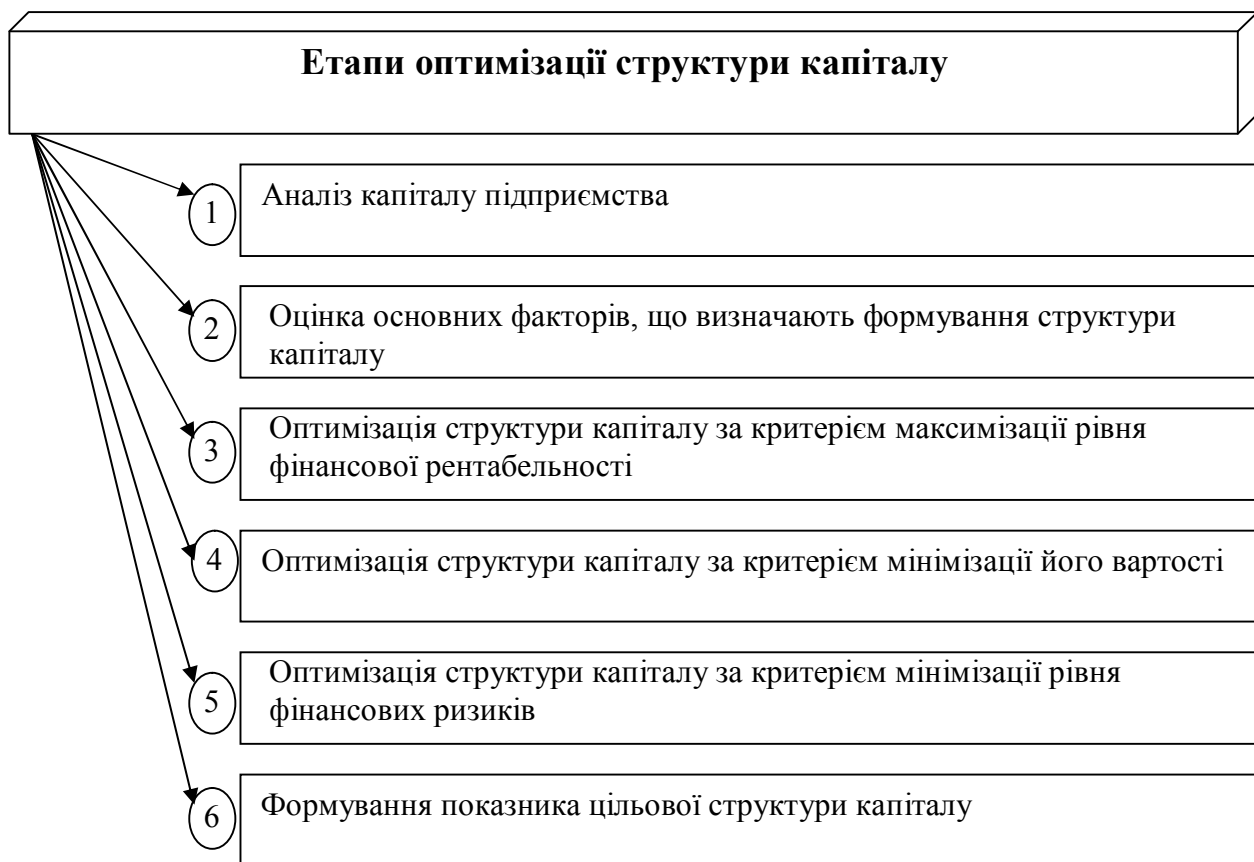 Етапи оптимізації структури капіталу
1
Аналіз капіталу підприємства
2
Оцінка основних факторів, що визначають формування структури
капіталу
3
Оптимізація структури капіталу за критерієм максимізації рівня
фінансової рентабельності
4
Оптимізація структури капіталу за критерієм мінімізації його вартості
5
Оптимізація структури капіталу за критерієм мінімізації рівня
фінансових ризиків
6
Формування показника цільової структури капіталу